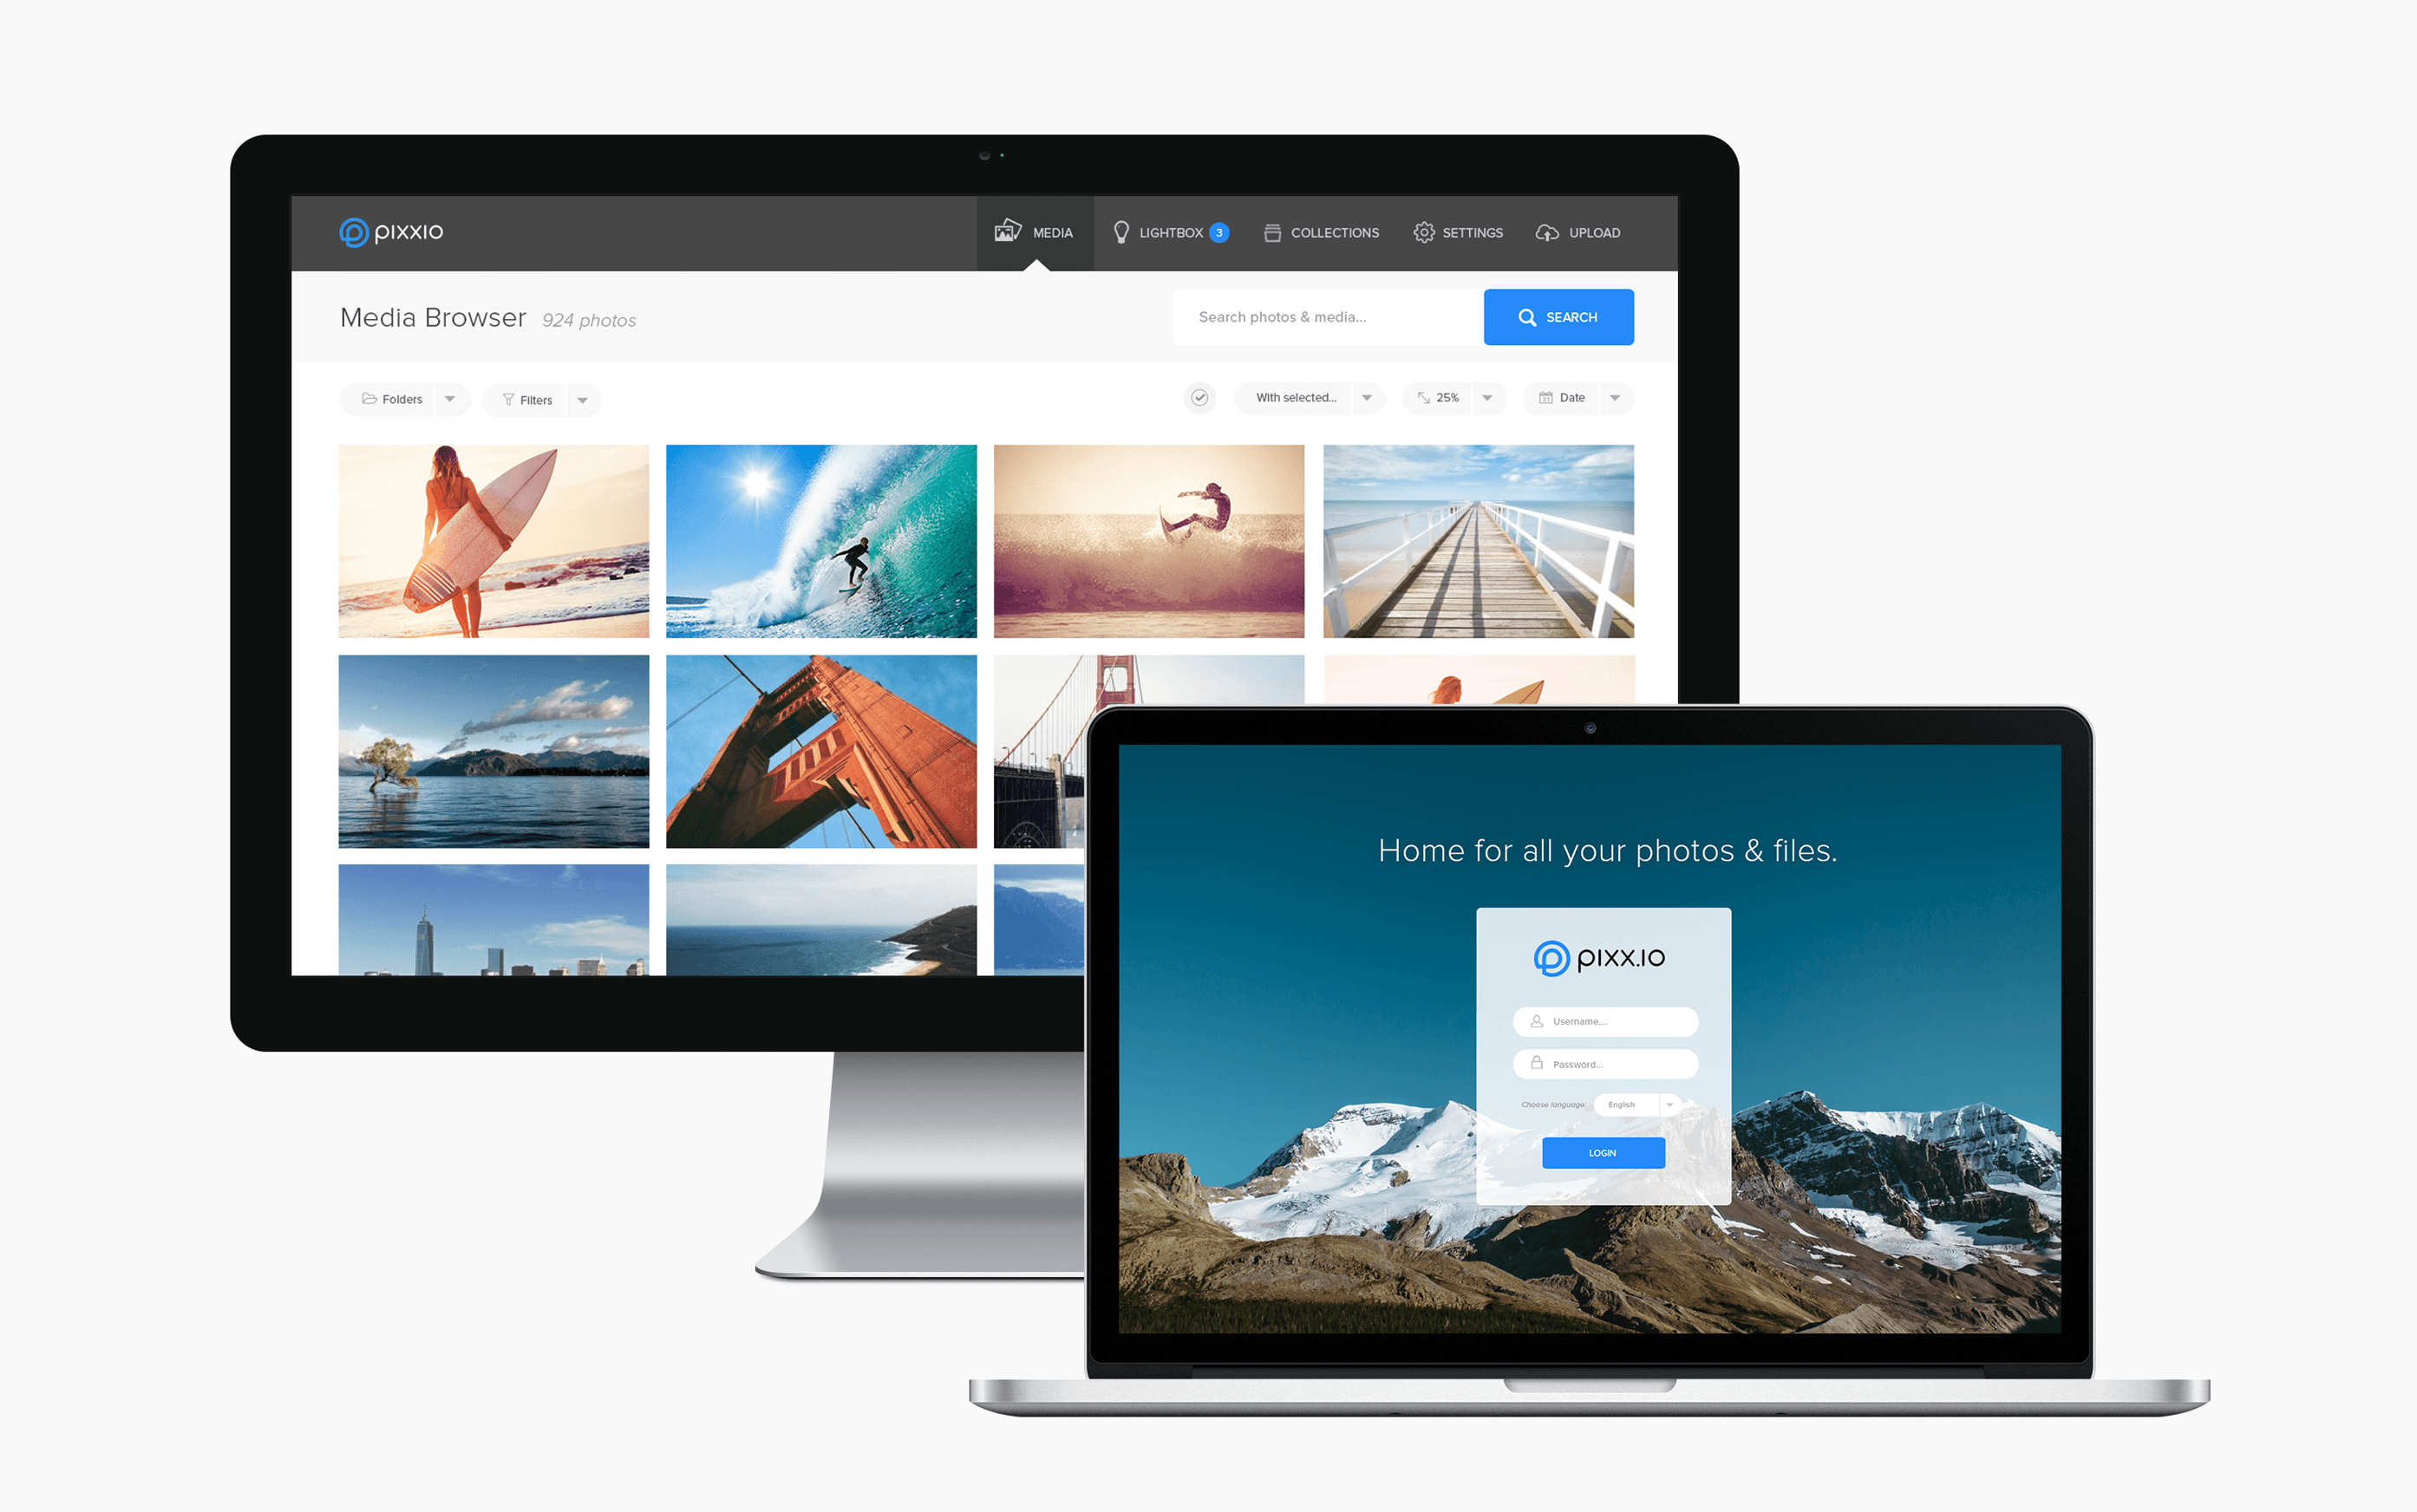 pixxio
MEDIA
LIGHTBOX 3
COLLECTIONS
SETTINGS
UPLOAD
Media Browser 924 photos
Search photos & media...
SEARCH
Folders
Filters
With selected...
25%
31 Date
Home for all your photos & files.
pixx.io
Username....
Password...
Choose language: English
LOGIN